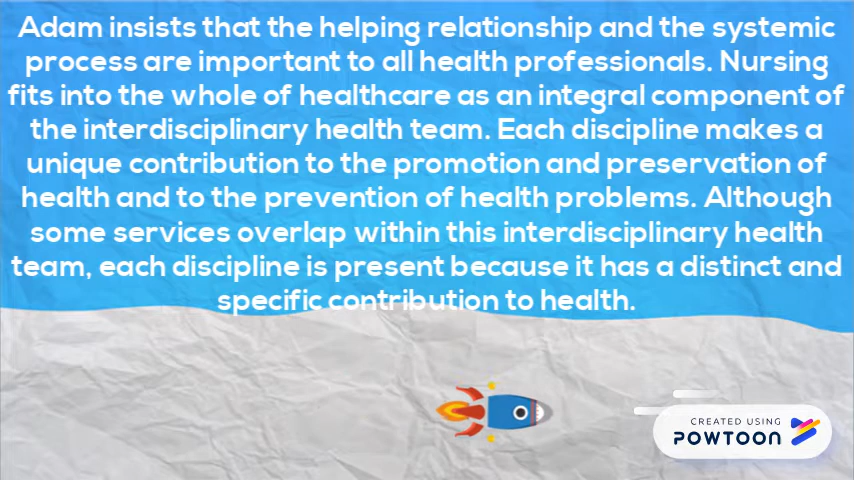 Adam insists that the helping relationship and the systemic
process are important to all health professionals. Nursing
fits into the whole of healthcare as an integral component of
the interdisciplinary health team. Each discipline makes a
unique contribution to the promotion and preservation of
health and to the prevention of health problems. Although
some services overlap within this interdisciplinary health
team, each discipline is present because it has a distinct and
specific contribution to health.
CREATED USING
POWTOON